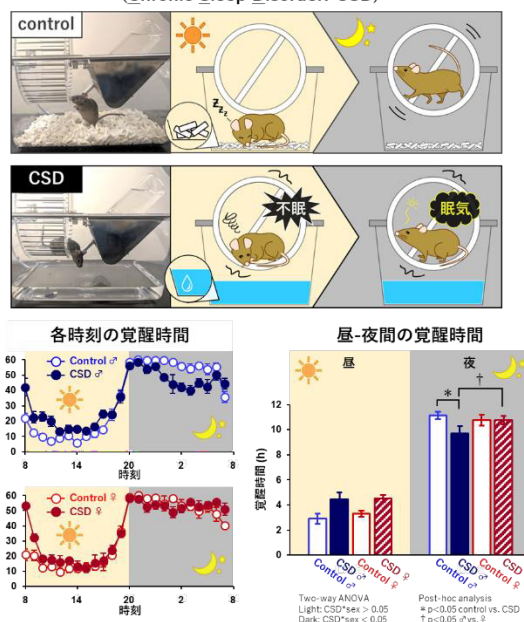 (Chronic Sleep Disorder: CSD)
control
zzz
CSD
不眠
眠気
各時刻の覚醒時間
60
50
40
30
20
10
0
Control ♂
CSD ♂
8
14
20
2
8
時刻
60
50
40
30
20
10
0
Control ♀
CSD ♀
8
14
20
2
8
時刻
昼-夜間の覚醒時間
昼
夜
覚醒時間(h)
12
10
8
6
4
2
0
*
†
Control♂
CSD ♂
Control♀
CSD ♀
Control♂
CSD ♂
Control♀
CSD ♀
Two-way ANOVA
Light: CSD*sex > 0.05
Dark: CSD*sex < 0.05
Post-hoc analysis
* p<0.05 control vs. CSD
† p<0.05 ♂ vs. ♀